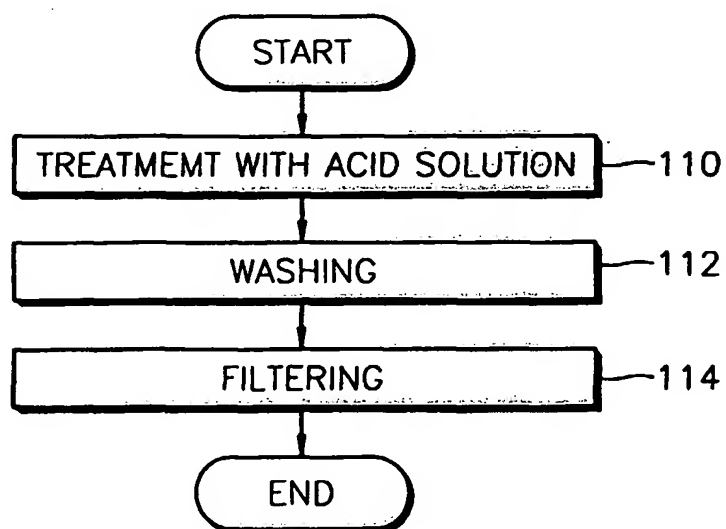 START
TREATMEMT WITH ACID SOLUTION 110
WASHING 112
FILTERING 114
END